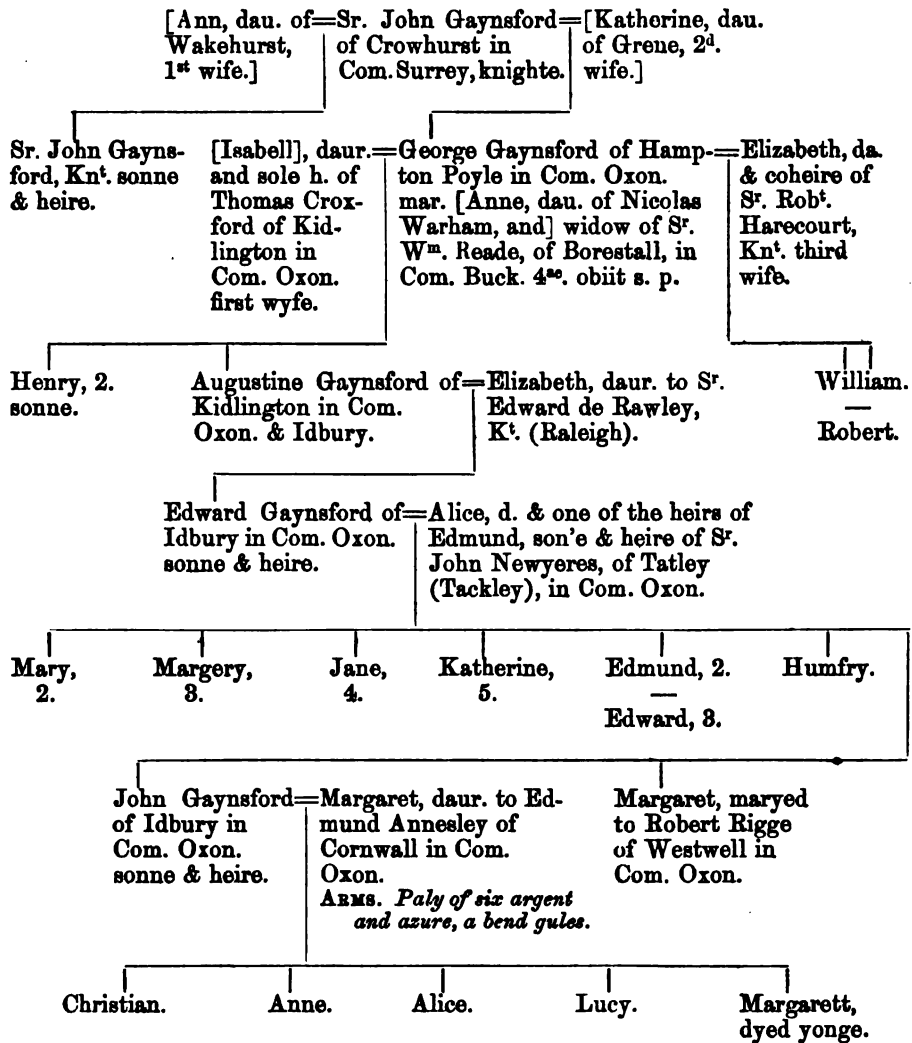 [Ann, dau. of=Sr. John Gaynsford=[Katherine, dau.
Wakehurst, of Crowhurst in of Grene, 2d.
1st wife.] Com. Surrey, knighte. wife.]
Sr. John Gayns-
ford, Knt. sonne
& heire.
[Isabell], daur.=
and sole h. of
Thomas Crox-
ford of Kid-
lington in
Com. Oxon.
first wyfe.
George Gaynsford of Hamp-=
ton Poyle in Com. Oxon.
mar. [Anne, dau. of Nicolas
Warham, and] widow of Sr.
Wm. Reade, of Borestall, in
Com. Buck. 4ae. obiit s. p.
Elizabeth, da.
& coheire of
Sr. Robt.
Harecourt,
Knt. third
wife.
Henry, 2.
sonne.
Augustine Gaynsford of=
Kidlington in Com.
Oxon. & Idbury.
Elizabeth, daur. to Sr.
Edward de Rawley,
Kt. (Raleigh).
William.
—
Robert.
Edward Gaynsford of=
Idbury in Com. Oxon.
sonne & heire.
Alice, d. & one of the heirs of
Edmund, son'e & heire of Sr.
John Newyeres, of Tatley
(Tackley), in Com. Oxon.
Mary,
2.
Margery,
3.
Jane,
4.
Katherine,
5.
Edmund, 2.
—
Edward, 3.
Humfry.
John Gaynsford=
of Idbury in
Com. Oxon.
sonne & heire.
Margaret, daur. to Ed-
mund Annesley of
Cornwall in Com.
Oxon.
ARMS. Paly of six argent
and azure, a bend gules.
Margaret, maryed
to Robert Rigge
of Westwell in
Com. Oxon.
Christian.
Anne.
Alice.
Lucy.
Margarett,
dyed yonge.